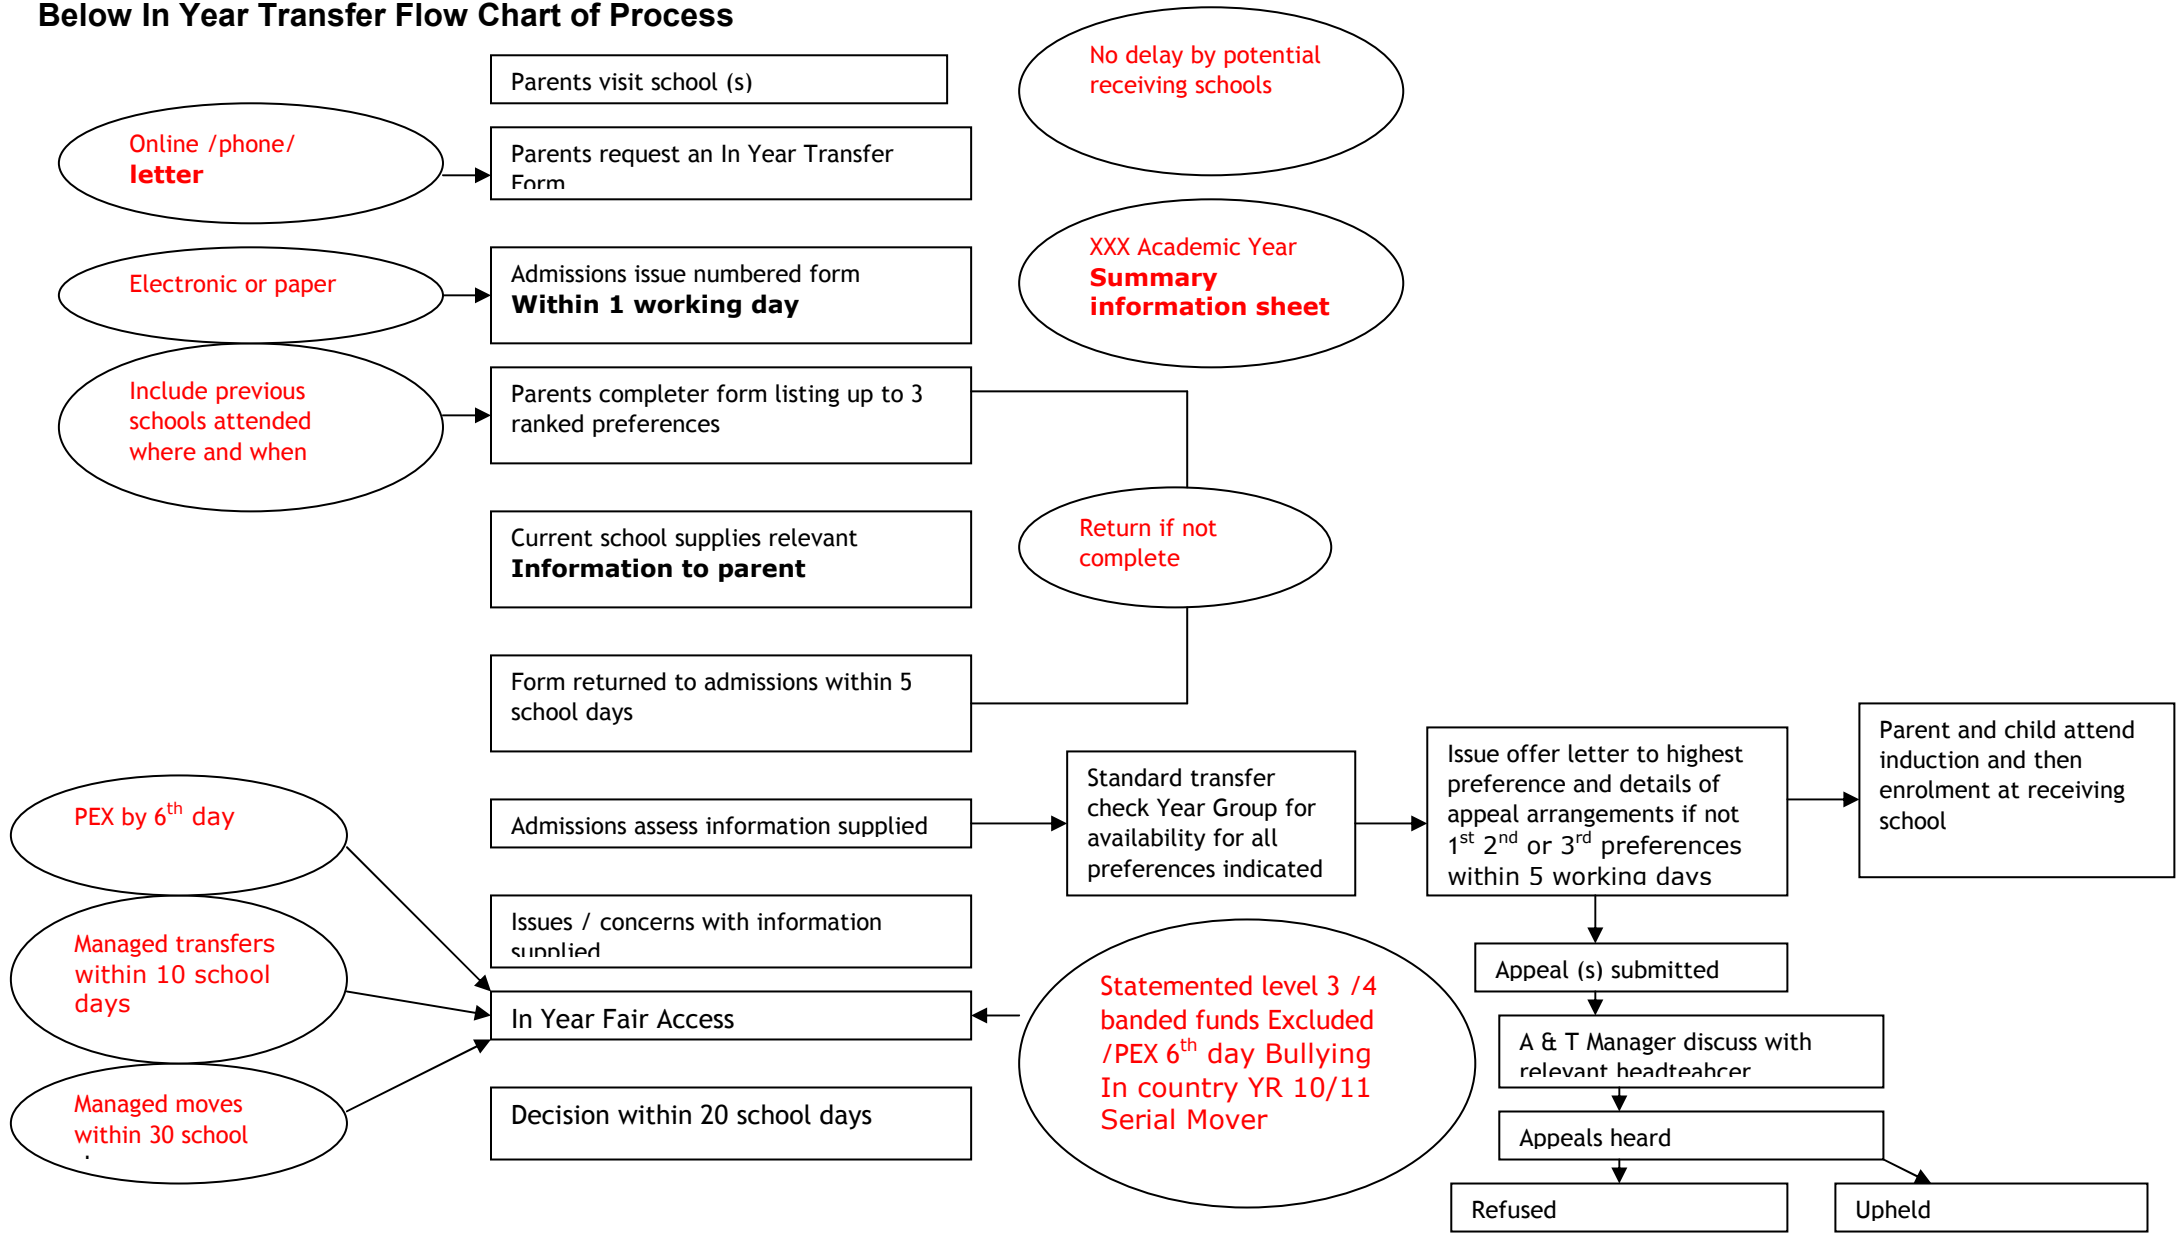 Below In Year Transfer Flow Chart of Process
Parents visit school (s)
No delay by potential
receiving schools
Online /phone/
letter
Parents request an In Year Transfer
Form
XXX Academic Year
Summary
information sheet
Electronic or paper
Admissions issue numbered form
Within 1 working day
Include previous
schools attended
where and when
Parents completer form listing up to 3
ranked preferences
Current school supplies relevant
Information to parent
Return if not
complete
Form returned to admissions within 5
school days
PEX by 6th day
Admissions assess information supplied
Standard transfer
check Year Group for
availability for all
preferences indicated
Issue offer letter to highest
preference and details of
appeal arrangements if not
1st 2nd or 3rd preferences
within 5 working days
Parent and child attend
induction and then
enrolment at receiving
school
Managed transfers
within 10 school
days
Issues / concerns with information
supplied
In Year Fair Access
Statemented level 3 /4
banded funds Excluded
/PEX 6th day Bullying
In country YR 10/11
Serial Mover
Appeal (s) submitted
A & T Manager discuss with
relevant headteahcer
Managed moves
within 30 school
Decision within 20 school days
Appeals heard
Refused
Upheld